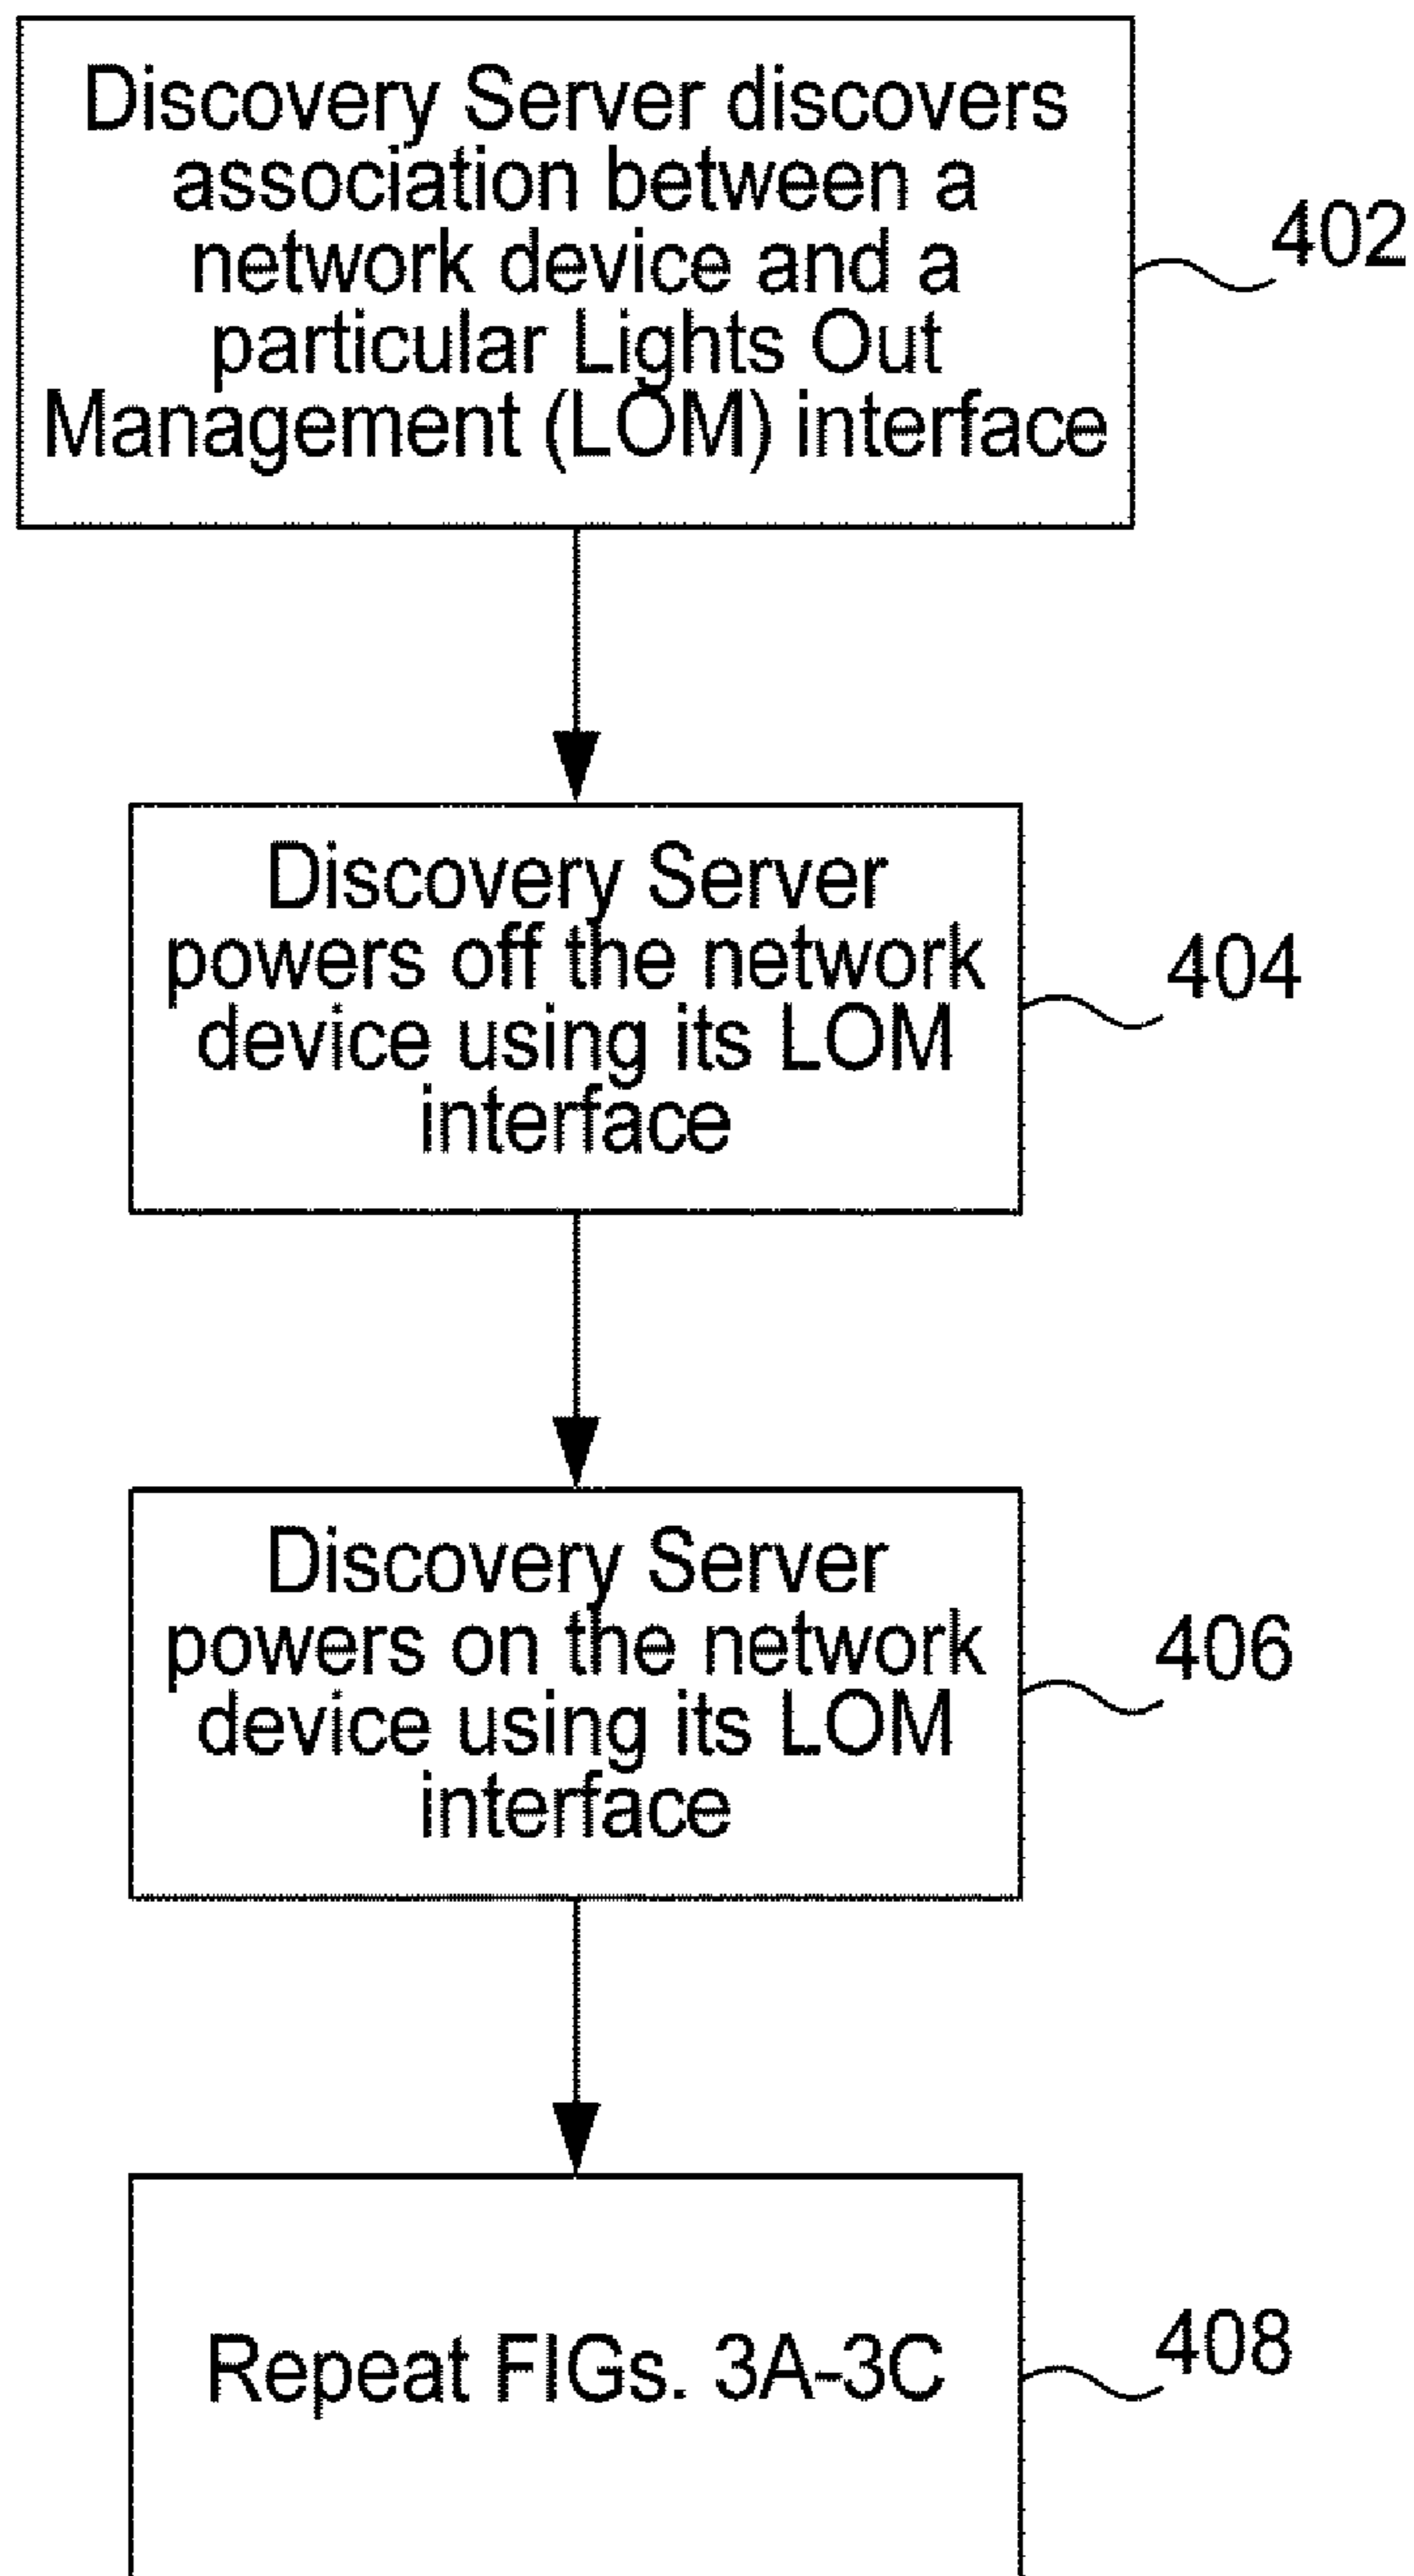 Discovery Server discovers
association between a
network device and a
particular Lights Out
Management (LOM) interface
402
Discovery Server
powers off the network
device using its LOM
interface
404
Discovery Server
powers on the network
device using its LOM
interface
406
Repeat FIGs. 3A-3C
408